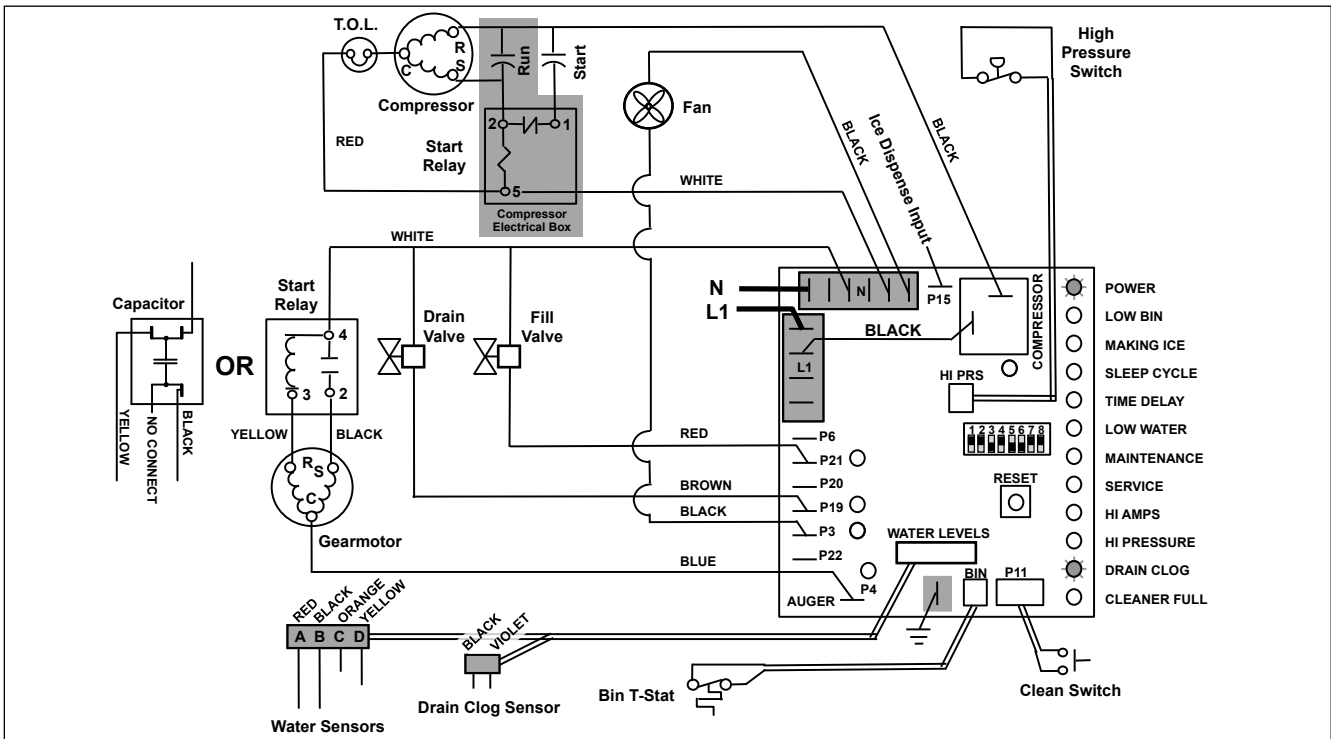 T.O.L.
R
S
C
Compressor
Run
Start
2
1
5
Start
Relay
Compressor
Electrical Box
RED
WHITE
Fan
BLACK
Ice Dispense Input
BLACK
High
Pressure
Switch
WHITE
Capacitor
YELLOW
NO CONNECT
BLACK
OR
Start
Relay
4
3
2
YELLOW
BLACK
R
S
C
Gearmotor
Drain
Valve
Fill
Valve
RED
BROWN
BLACK
BLUE
N
L1
N
P15
BLACK
L1
COMPRESSOR
HI PRS
1 2 3 4 5 6 7 8
RESET
P6
P21
P20
P19
P3
P22
P4
AUGER
WATER LEVELS
BIN
P11
POWER
LOW BIN
MAKING ICE
SLEEP CYCLE
TIME DELAY
LOW WATER
MAINTENANCE
SERVICE
HI AMPS
HI PRESSURE
DRAIN CLOG
CLEANER FULL
RED
BLACK
ORANGE
YELLOW
A B C D
Water Sensors
BLACK
VIOLET
Drain Clog Sensor
Bin T-Stat
Clean Switch